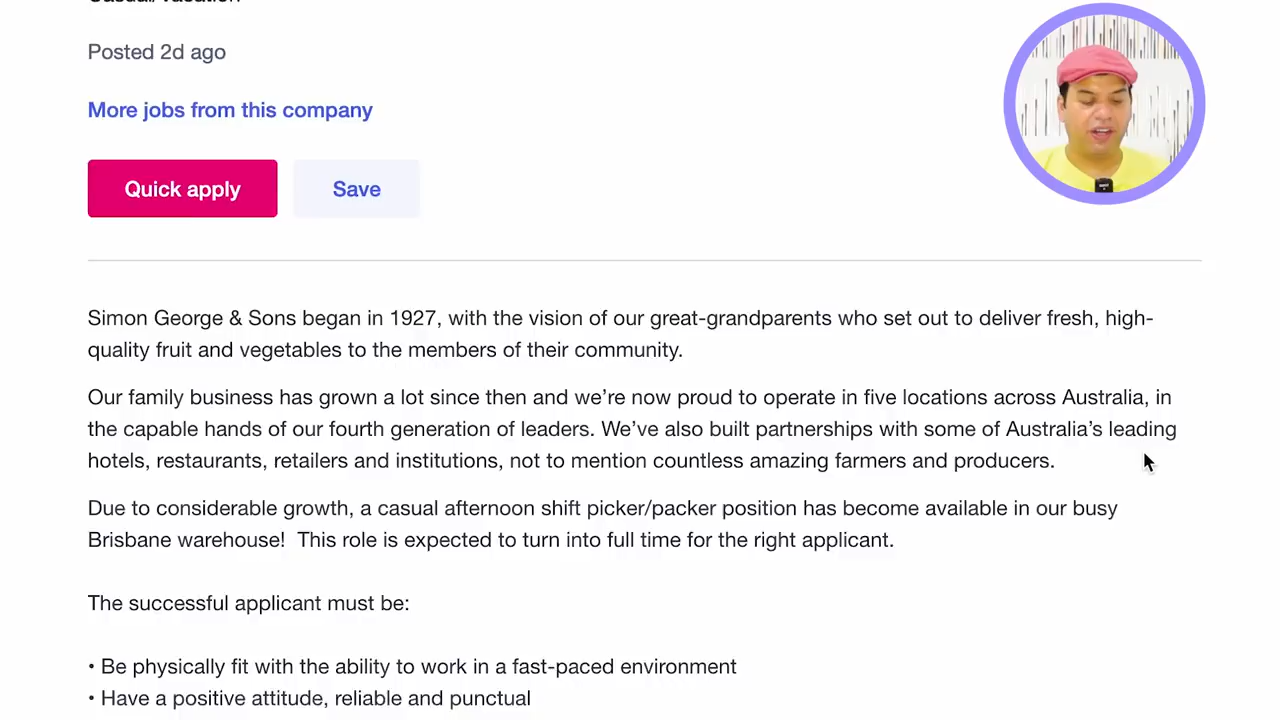 Casual/Vacation
Posted 2d ago
More jobs from this company
Quick apply
Save
Simon George & Sons began in 1927, with the vision of our great-grandparents who set out to deliver fresh, high-
quality fruit and vegetables to the members of their community.
Our family business has grown a lot since then and we’re now proud to operate in five locations across Australia, in
the capable hands of our fourth generation of leaders. We’ve also built partnerships with some of Australia’s leading
hotels, restaurants, retailers and institutions, not to mention countless amazing farmers and producers.
Due to considerable growth, a casual afternoon shift picker/packer position has become available in our busy
Brisbane warehouse!  This role is expected to turn into full time for the right applicant.
The successful applicant must be:
• Be physically fit with the ability to work in a fast-paced environment
• Have a positive attitude, reliable and punctual